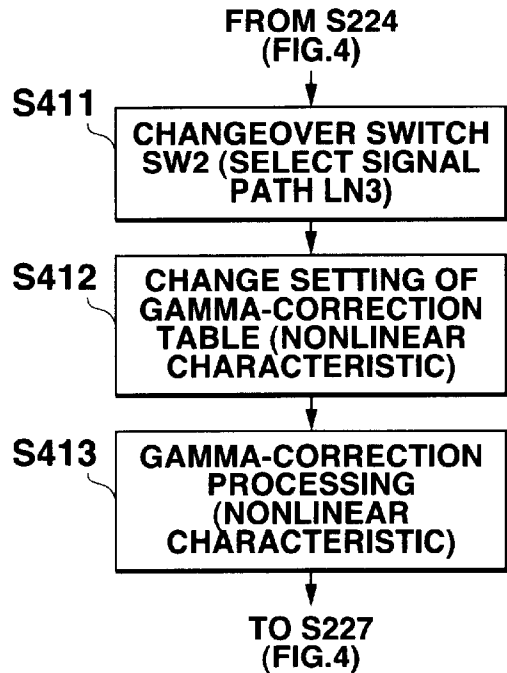 FROM S224
(FIG.4)
S411
CHANGEOVER SWITCH
SW2 (SELECT SIGNAL
PATH LN3)
S412
CHANGE SETTING OF
GAMMA-CORRECTION
TABLE (NONLINEAR
CHARACTERISTIC)
S413
GAMMA-CORRECTION
PROCESSING
(NONLINEAR
CHARACTERISTIC)
TO S227
(FIG.4)